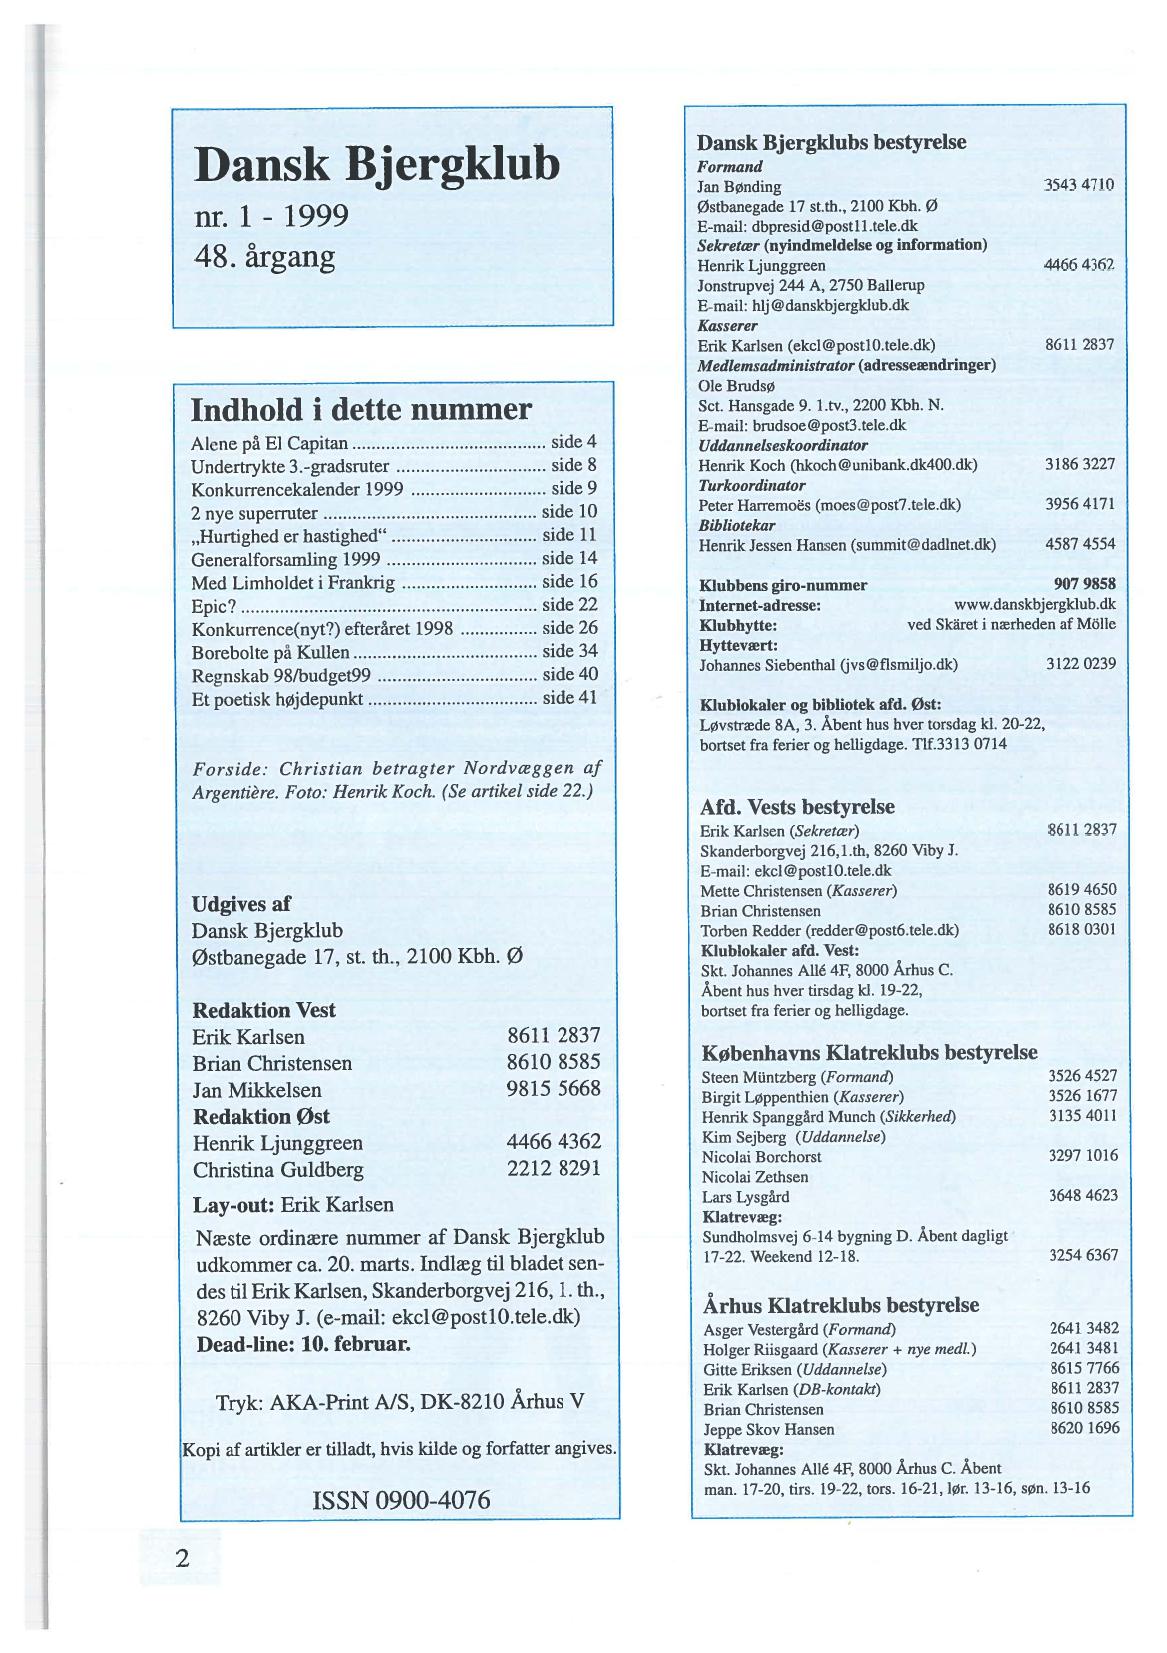 Dansk Bjergklub
nr. 1 - 1999
48. årgang
Indhold i dette nummer
Alene på El Capitan .................................... side 4
Undertrykte 3.-gradsruter ............................ side 8
Konkurrencekalender 1999 ......................... side 9
2 nye superruter ........................................ side 10
„Hurtighed er hastighed“ ........................... side 11
Generalforsamling 1999 ............................ side 14
Med Limholdet i Frankrig ......................... side 16
Epic? ....................................................... side 22
Konkurrence(nyt?) efteråret 1998 .............. side 26
Borebolte på Kullen .................................. side 34
Regnskab 98/budget99 .............................. side 40
Et poetisk højdepunkt ................................ side 41
Forside: Christian betragter Nordvæggen af
Argentière. Foto: Henrik Koch. (Se artikel side 22.)
Udgives af
Dansk Bjergklub
Østbanegade 17, st. th., 2100 Kbh. Ø
Redaktion Vest
Erik Karlsen 8611 2837
Brian Christensen 8610 8585
Jan Mikkelsen 9815 5668
Redaktion Øst
Henrik Ljunggreen 4466 4362
Christina Guldberg 2212 8291
Lay-out: Erik Karlsen
Næste ordinære nummer af Dansk Bjergklub
udkommer ca. 20. marts. Indlæg til bladet sen-
des til Erik Karlsen, Skanderborgvej 216, 1. th.,
8260 Viby J. (e-mail: ekcl@post10.tele.dk)
Dead-line: 10. februar.
Tryk: AKA-Print A/S, DK-8210 Århus V
Kopi af artikler er tilladt, hvis kilde og forfatter angives.
ISSN 0900-4076
2
Dansk Bjergklubs bestyrelse
Formand
Jan Bønding 3543 4710
Østbanegade 17 st.th., 2100 Kbh. Ø
E-mail: dbpresid@post11.tele.dk
Sekretær (nyindmeldelse og information)
Henrik Ljunggreen 4466 4362
Jonstrupvej 244 A, 2750 Ballerup
E-mail: hlj@danskbjergklub.dk
Kasserer
Erik Karlsen (ekcl@post10.tele.dk) 8611 2837
Medlemsadministrator (adresseændringer)
Ole Brudsø
Sct. Hansgade 9. 1.tv., 2200 Kbh. N.
E-mail: brudsoe@post3.tele.dk
Uddannelseskoordinator
Henrik Koch (hkoch@unibank.dk400.dk) 3186 3227
Turkoordinator
Peter Harremoës (moes@post7.tele.dk) 3956 4171
Bibliotekar
Henrik Jessen Hansen (summit@dadlnet.dk) 4587 4554
Klubbens giro-nummer 907 9858
Internet-adresse: www.danskbjergklub.dk
Klubhytte: ved Skäret i nærheden af Mölle
Hyttevært:
Johannes Siebenthal (jvs@flsmiljo.dk) 3122 0239
Klublokaler og bibliotek afd. Øst:
Løvstræde 8A, 3. Åbent hus hver torsdag kl. 20-22,
bortset fra ferier og helligdage. Tlf.3313 0714
Afd. Vests bestyrelse
Erik Karlsen (Sekretær) 8611 2837
Skanderborgvej 216,1.th, 8260 Viby J.
E-mail: ekcl@post10.tele.dk
Mette Christensen (Kasserer) 8619 4650
Brian Christensen 8610 8585
Torben Redder (redder@post6.tele.dk) 8618 0301
Klublokaler afd. Vest:
Skt. Johannes Allé 4F, 8000 Århus C.
Åbent hus hver tirsdag kl. 19-22,
bortset fra ferier og helligdage.
Københavns Klatreklubs bestyrelse
Steen Müntzberg (Formand) 3526 4527
Birgit Løppenthien (Kasserer) 3526 1677
Henrik Spanggård Munch (Sikkerhed) 3135 4011
Kim Sejberg (Uddannelse)
Nicolai Borchorst 3297 1016
Nicolai Zethsen
Lars Lysgård 3648 4623
Klatrevæg:
Sundholmsvej 6-14 bygning D. Åbent dagligt
17-22. Weekend 12-18. 3254 6367
Århus Klatreklubs bestyrelse
Asger Vestergård (Formand) 2641 3482
Holger Riisgaard (Kasserer + nye medl.) 2641 3481
Gitte Eriksen (Uddannelse) 8615 7766
Erik Karlsen (DB-kontakt) 8611 2837
Brian Christensen 8610 8585
Jeppe Skov Hansen 8620 1696
Klatrevæg:
Skt. Johannes Allé 4F, 8000 Århus C. Åbent
man. 17-20, tirs. 19-22, tors. 16-21, lør. 13-16, søn. 13-16